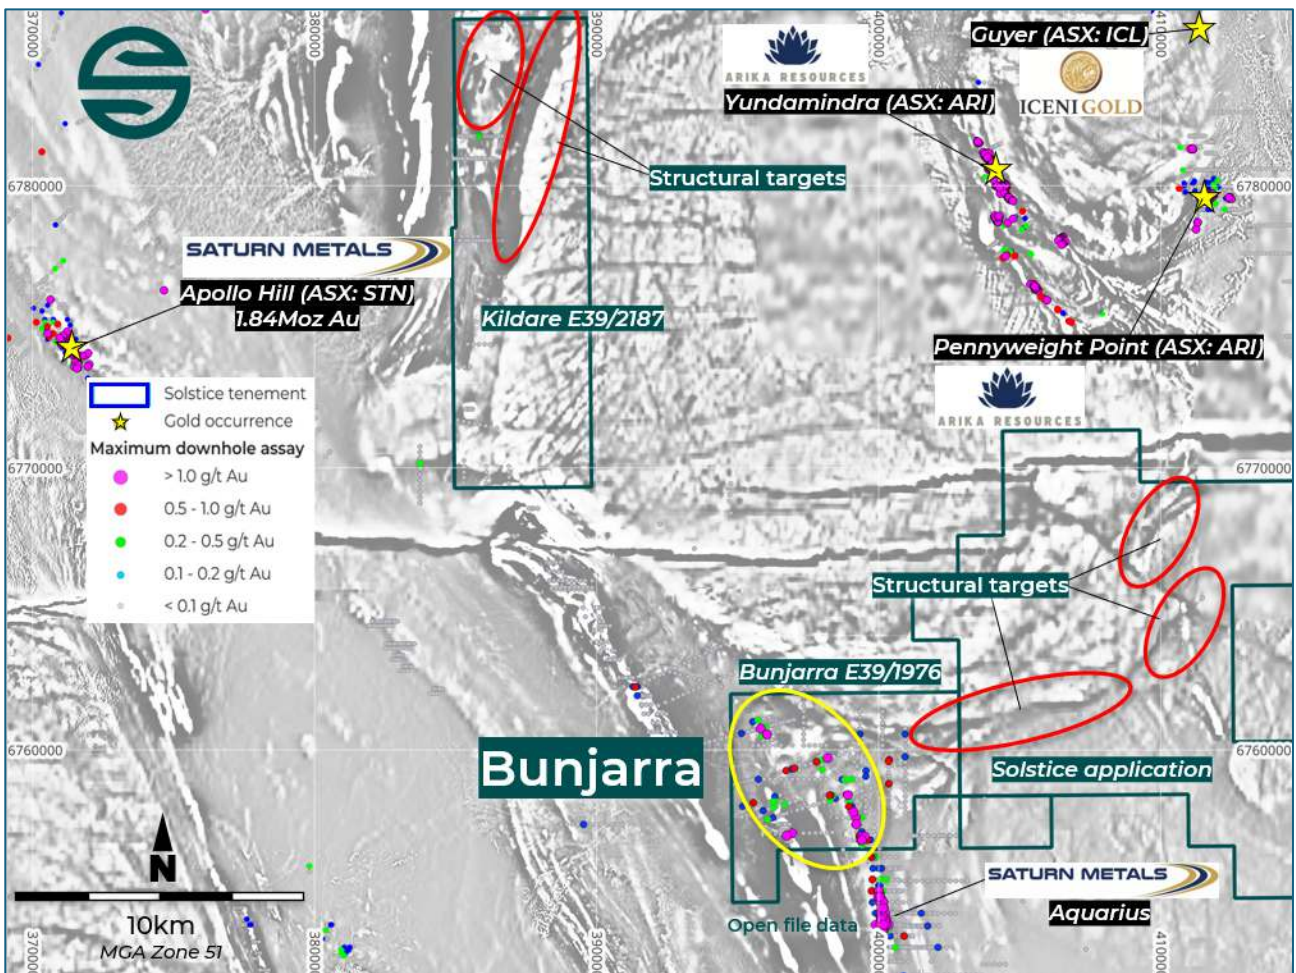 370000
380000
390000
400000
410000
Guyer (ASX: ICL)
ICENI GOLD
ARIKA RESOURCES
Yundamindra (ASX: ARI)
Structural targets
6780000
6780000
SATURN METALS
Apollo Hill (ASX: STN)
1.84Moz Au
Kildare E39/2187
Pennyweight Point (ASX: ARI)
ARIKA RESOURCES
Solstice tenement
Gold occurrence
Maximum downhole assay
> 1.0 g/t Au
0.5 - 1.0 g/t Au
0.2 - 0.5 g/t Au
0.1 - 0.2 g/t Au
< 0.1 g/t Au
6770000
6770000
Structural targets
Bunjarra E39/1976
6760000
6760000
Bunjarra
Solstice application
N
10km
MGA Zone 51
SATURN METALS
Aquarius
Open file data
370000
380000
390000
400000
410000